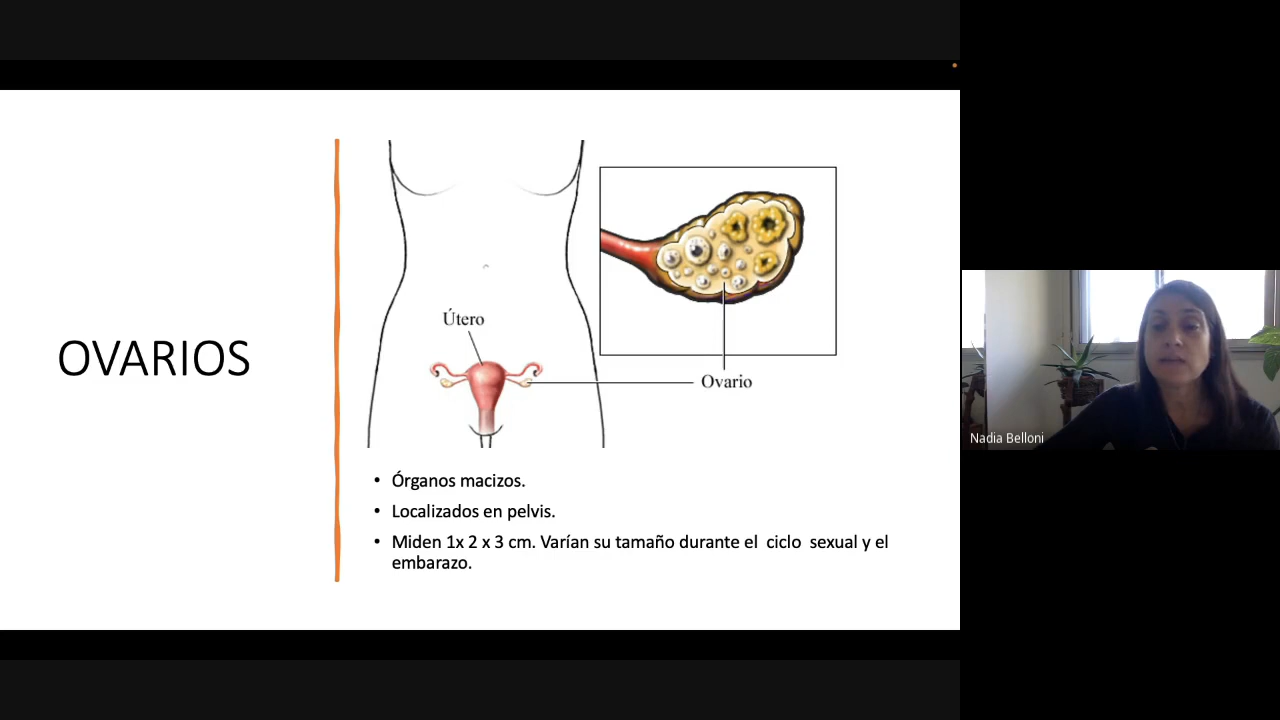 OVARIOS
Útero
Ovario
• Órganos macizos.
• Localizados en pelvis.
• Miden 1x 2 x 3 cm. Varían su tamaño durante el ciclo sexual y el
embarazo.
Nadia Belloni